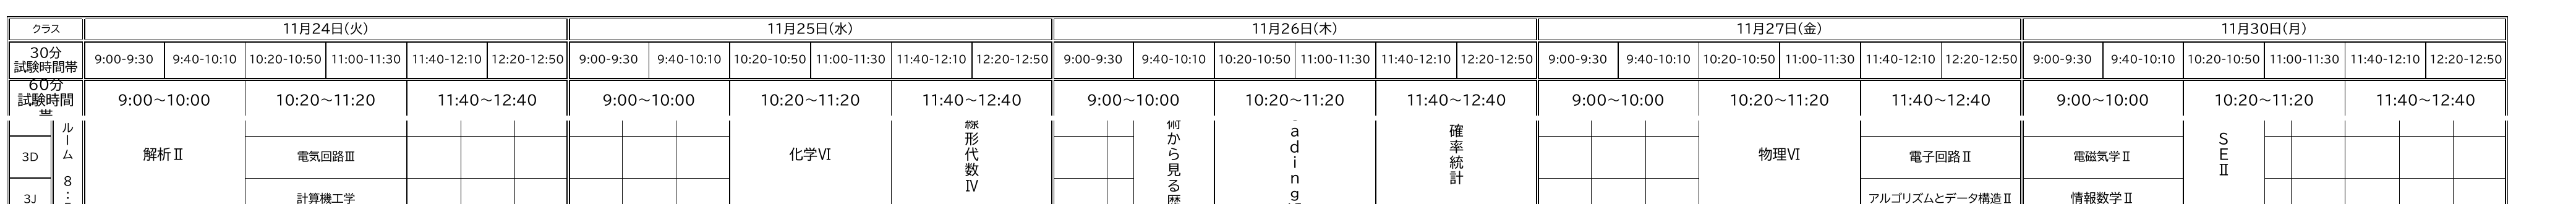 クラス 11月24日(火) 11月25日(水) 11月26日(木) 11月27日(金) 11月30日(月)
30分
試験時間帯
9:00-9:30 9:40-10:10 10:20-10:50 11:00-11:30 11:40-12:10 12:20-12:50 9:00-9:30 9:40-10:10 10:20-10:50 11:00-11:30 11:40-12:10 12:20-12:50 9:00-9:30 9:40-10:10 10:20-10:50 11:00-11:30 11:40-12:10 12:20-12:50 9:00-9:30 9:40-10:10 10:20-10:50 11:00-11:30 11:40-12:10 12:20-12:50 9:00-9:30 9:40-10:10 10:20-10:50 11:00-11:30 11:40-12:10 12:20-12:50
60分
試験時間
帯
9:00～10:00 10:20～11:20 11:40～12:40 9:00～10:00 10:20～11:20 11:40～12:40 9:00～10:00 10:20～11:20 11:40～12:40 9:00～10:00 10:20～11:20 11:40～12:40 9:00～10:00 10:20～11:20 11:40～12:40
ルーム 8:
解析Ⅱ
化学Ⅵ
線形代数Ⅳ
術から見る歴
ading
確率統計
物理Ⅵ
SEⅡ
3D 電気回路Ⅲ 電子回路Ⅱ 電磁気学Ⅱ
3J 計算機工学 アルゴリズムとデータ構造Ⅱ 情報数学Ⅱ